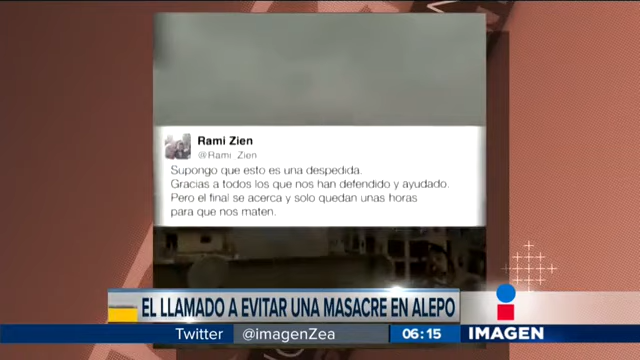 Rami Zien
@Rami_Zien
Supongo que esto es una despedida.
Gracias a todos los que nos han defendido y ayudado.
Pero el final se acerca y solo quedan unas horas
para que nos maten.
EL LLAMADO A EVITAR UNA MASACRE EN ALEPO
Twitter @imagenZea 06:15 IMAGEN